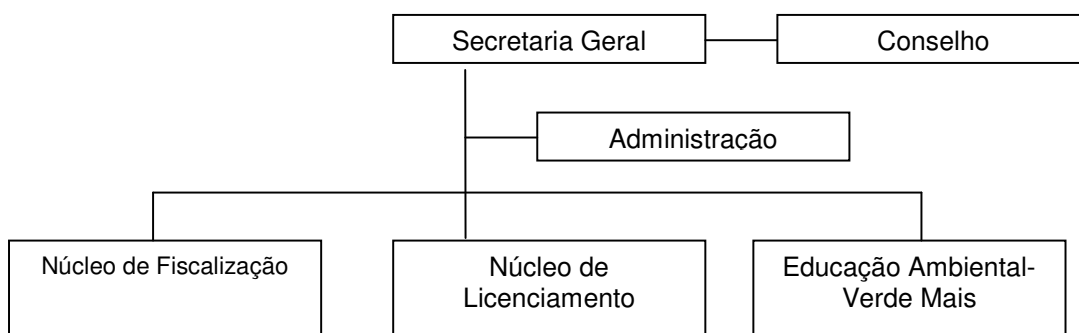 Secretaria Geral
Conselho
Administração
Núcleo de Fiscalização
Núcleo de
Licenciamento
Educação Ambiental-
Verde Mais